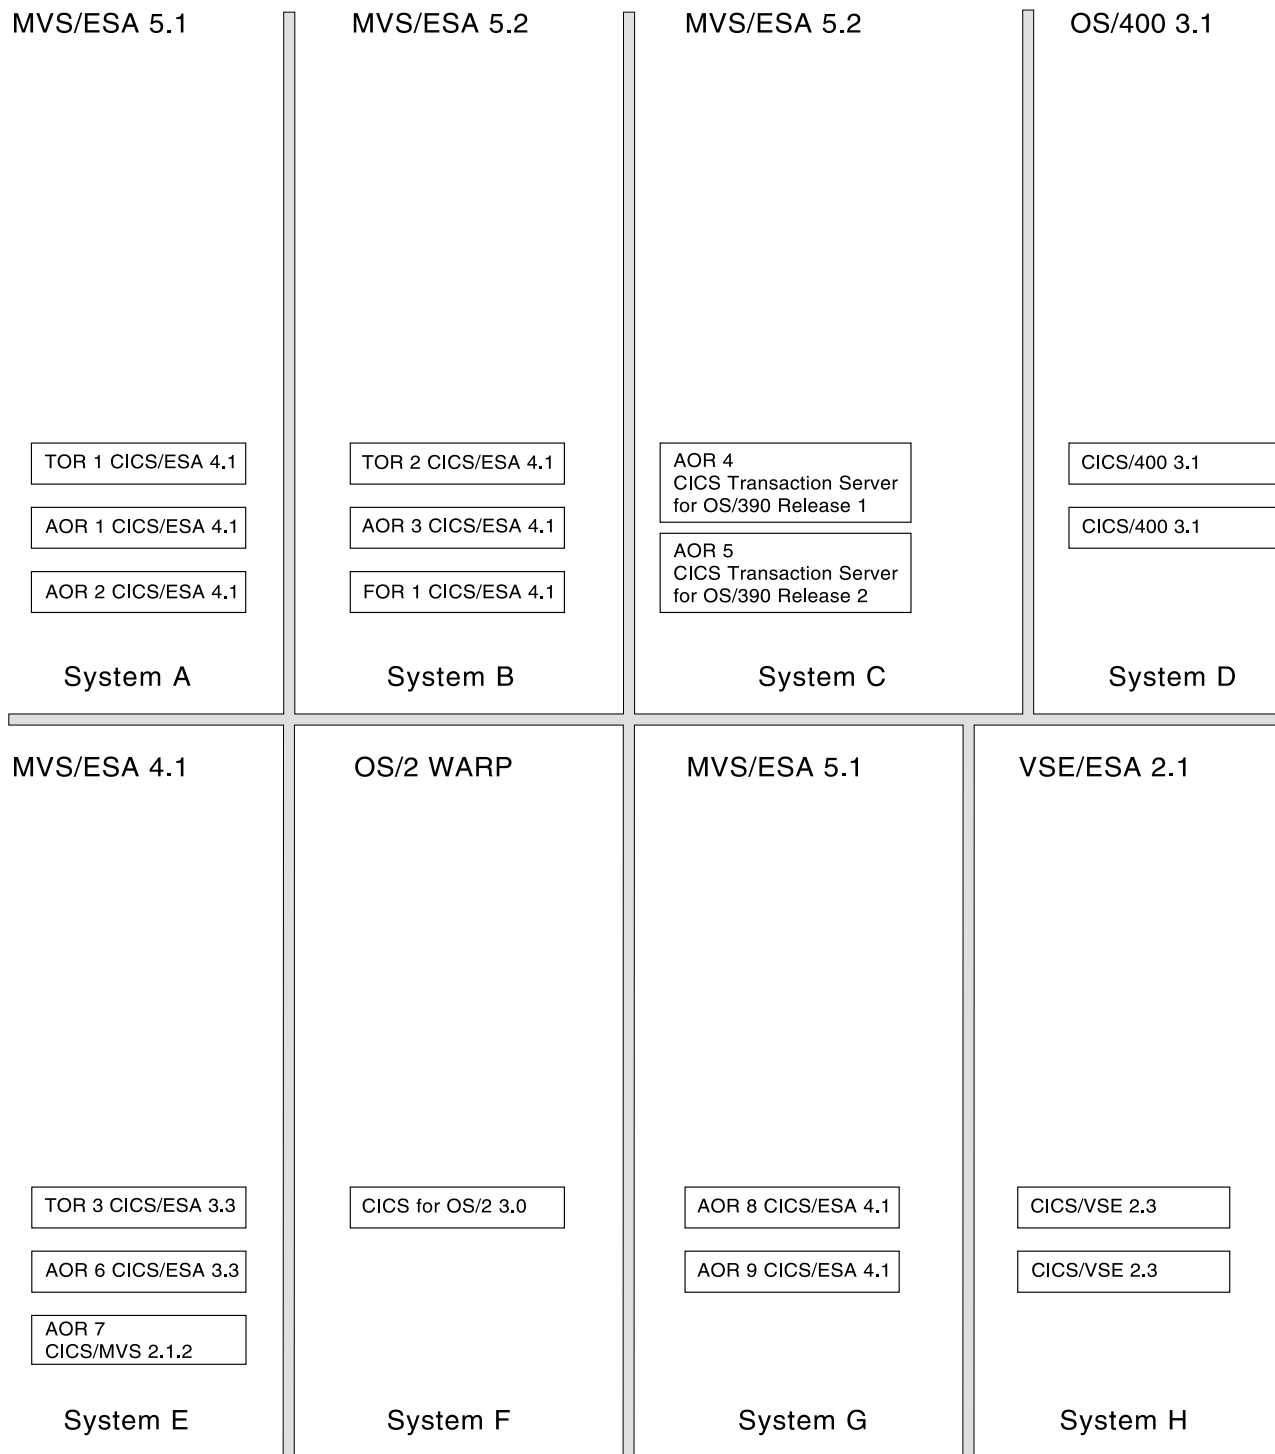 MVS/ESA 5.1
MVS/ESA 5.2
MVS/ESA 5.2
OS/400 3.1
TOR 1 CICS/ESA 4.1
AOR 1 CICS/ESA 4.1
AOR 2 CICS/ESA 4.1
TOR 2 CICS/ESA 4.1
AOR 3 CICS/ESA 4.1
FOR 1 CICS/ESA 4.1
AOR 4
CICS Transaction Server
for OS/390 Release 1
AOR 5
CICS Transaction Server
for OS/390 Release 2
CICS/400 3.1
CICS/400 3.1
System A
System B
System C
System D
MVS/ESA 4.1
OS/2 WARP
MVS/ESA 5.1
VSE/ESA 2.1
TOR 3 CICS/ESA 3.3
AOR 6 CICS/ESA 3.3
AOR 7
CICS/MVS 2.1.2
CICS for OS/2 3.0
AOR 8 CICS/ESA 4.1
AOR 9 CICS/ESA 4.1
CICS/VSE 2.3
CICS/VSE 2.3
System E
System F
System G
System H